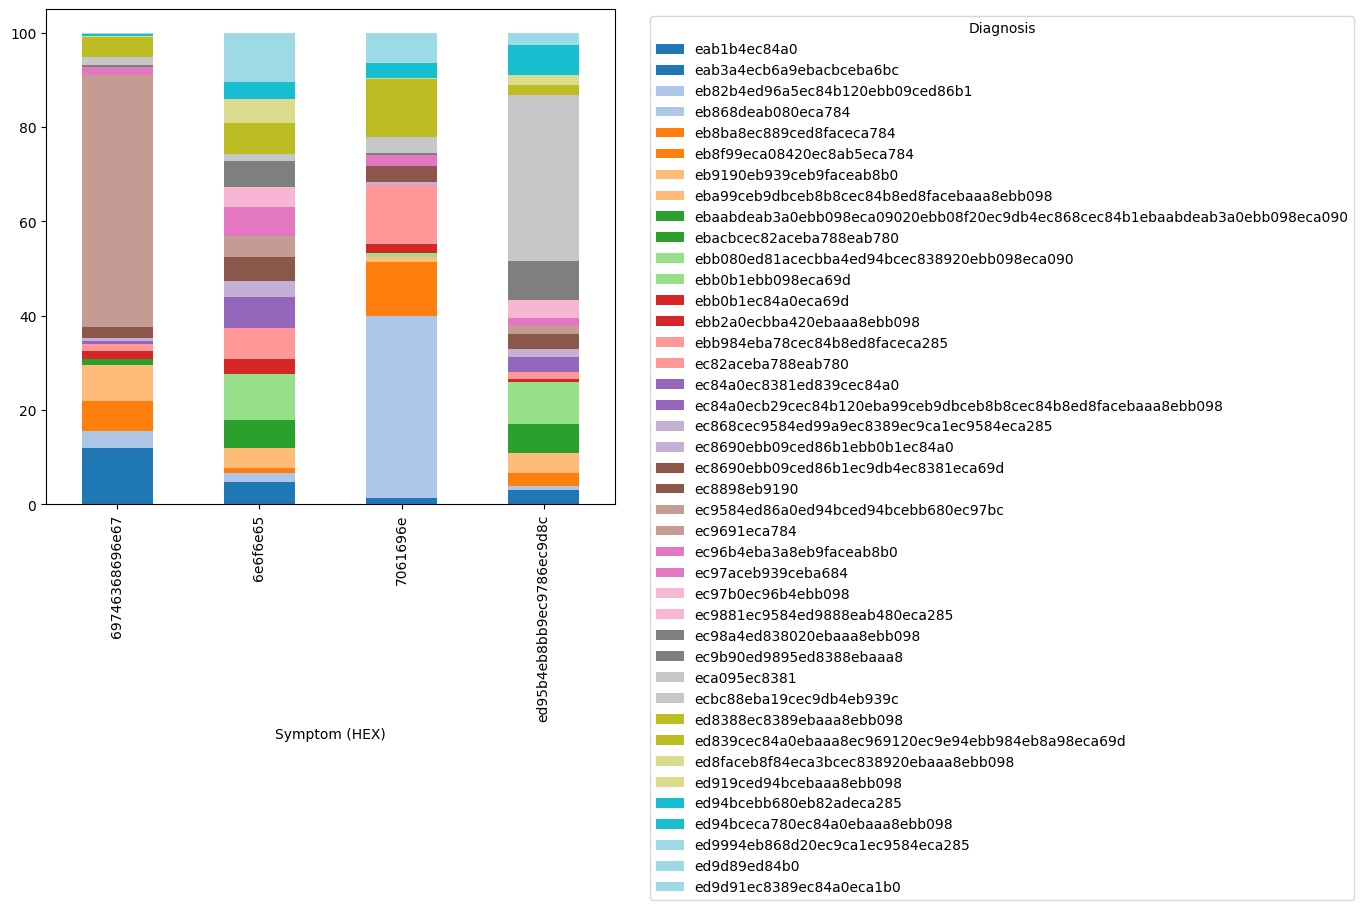 100
80
60
40
20
0
697463368696e67
6e6f6e65
7061696e
ed95b4eb8bb9ec9786ec9d8c
Symptom (HEX)
Diagnosis
eab1b4ec84a0
eab3a4ecb6a9ebacbceba6bc
eb82b4ed96a5ec84b120ebb09ced86b1
eb868deab080eca784
eb8ba8ec889ced8faceca784
eb8f99eca08420ec8ab5eca784
eb9190eb939ceb9faceab8b0
eba99ceb9dbceb8b8cec84b8ed8facebaaa8ebb098
ebaabdeab3a0ebb098eca09020ebb08f20ec9db4ec868cec84b1ebaabdeab3a0ebb098eca090
ebacbcec82aceba788eab780
ebb080ed81acecbba4ed94bcec838920ebb098eca090
ebb0b1ebb098eca69d
ebb0b1ec84a0eca69d
ebb2a0ecbba420ebaaa8ebb098
ebb984eba78cec84b8ed8faceca285
ec82aceba788eab780
ec84a0ec8381ed839cec84a0
ec84a0ecb29cec84b120eba99ceb9dbceb8b8cec84b8ed8facebaaa8ebb098
ec868cec9584ed99a9ec8389ec9ca1ec9584eca285
ec8690ebb09ced86b1ebb0b1ec84a0
ec8690ebb09ced86b1ec9db4ec8381eca69d
ec8898eb9190
ec9584ed86a0ed94bced94bcebb680ec97bc
ec9691eca784
ec96b4eba3a8eb9faceab8b0
ec97aceb939ceba684
ec97b0ec96b4ebb098
ec9881ec9584ed9888eab480eca285
ec98a4ed838020ebaaa8ebb098
ec9b90ed9895ed8388ebaaa8
eca095ec8381
ecbc88eba19cec9db4eb939c
ed8388ec8389ebaaa8ebb098
ed839cec84a0ebaaa8ec969120ec9e94ebb984eb8a98eca69d
ed8faceb8f84eca3bcec838920ebaaa8ebb098
ed919ced94bcebaaa8ebb098
ed94bcebb680eb82adeca285
ed94bceca780ec84a0ebaaa8ebb098
ed9994eb868d20ec9ca1ec9584eca285
ed9d89ed84b0
ed9d91ec8389ec84a0eca1b0